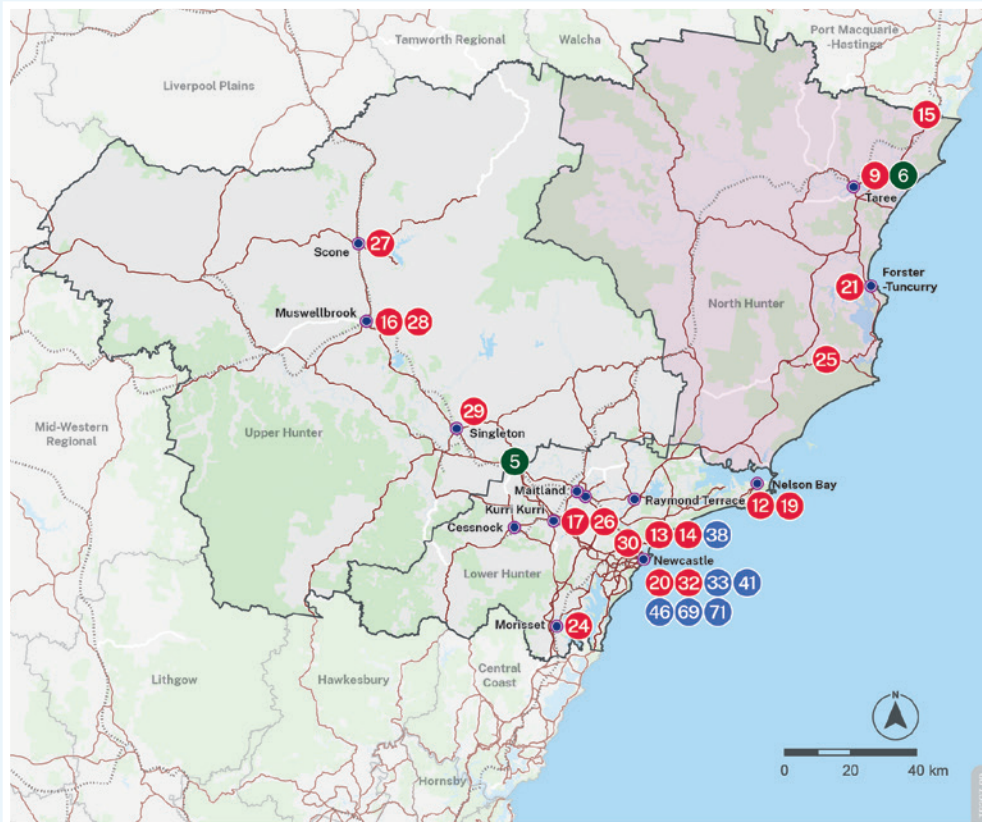 Tamworth Regional
Walcha
Port Macquarie
-Hastings
Liverpool Plains
15
9 6
Taree
Scone 27
21 Forster
-Tuncurry
North Hunter
Muswellbrook 16 28
25
29
Mid-Western
Regional
Upper Hunter
Singleton
5
Maitland
Nelson Bay
Raymond Terrace 12 19
Kurri Kurri 17 26
Cessnock
30 13 14 38
Newcastle
Lower Hunter
20 32 33 41
46 69 71
Morisset 24
Lithgow
Hawkesbury
Central
Coast
N
Hornsby
0 20 40 km